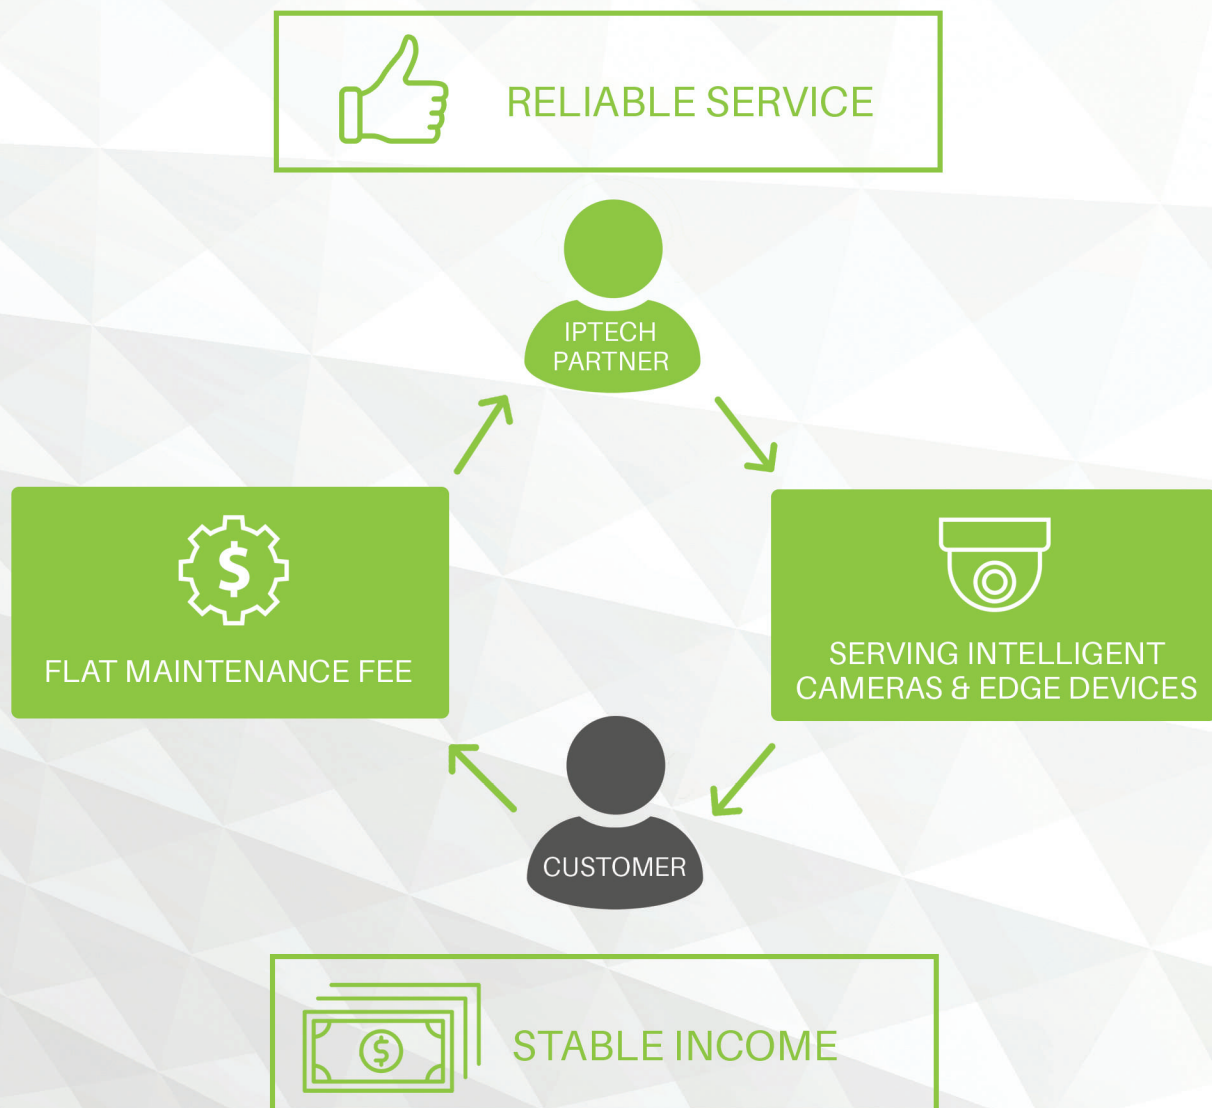 RELIABLE SERVICE
IPTECH
PARTNER
$
FLAT MAINTENANCE FEE
SERVING INTELLIGENT
CAMERAS & EDGE DEVICES
CUSTOMER
$
STABLE INCOME